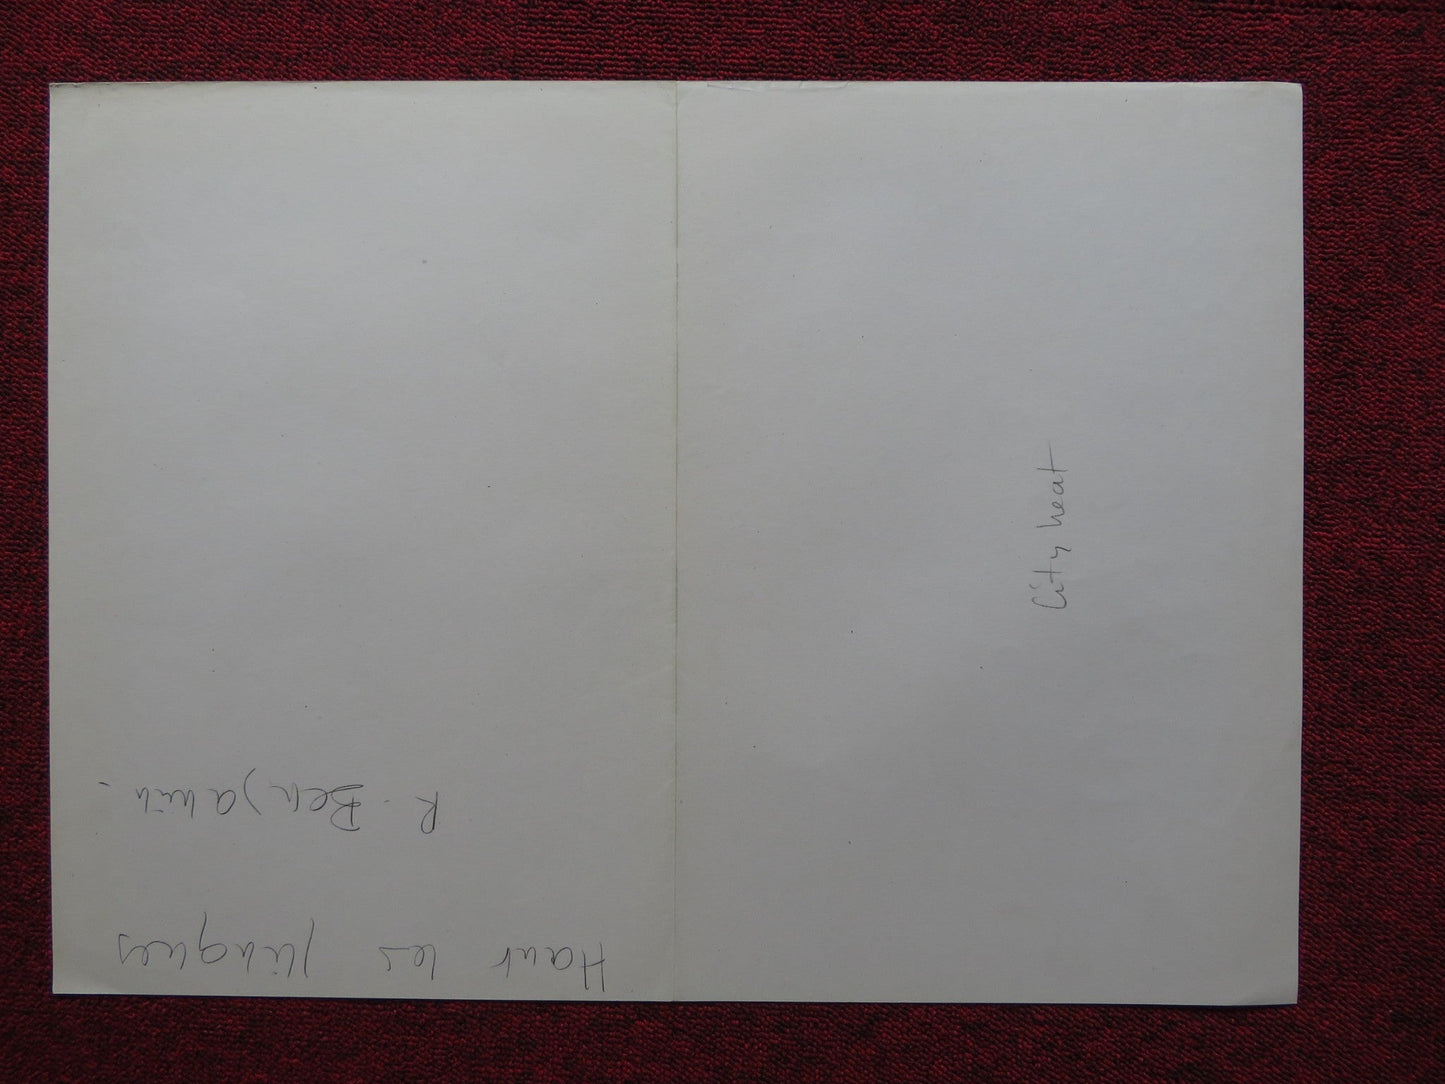 Haut les flingues
R. Benjamin -
City heat